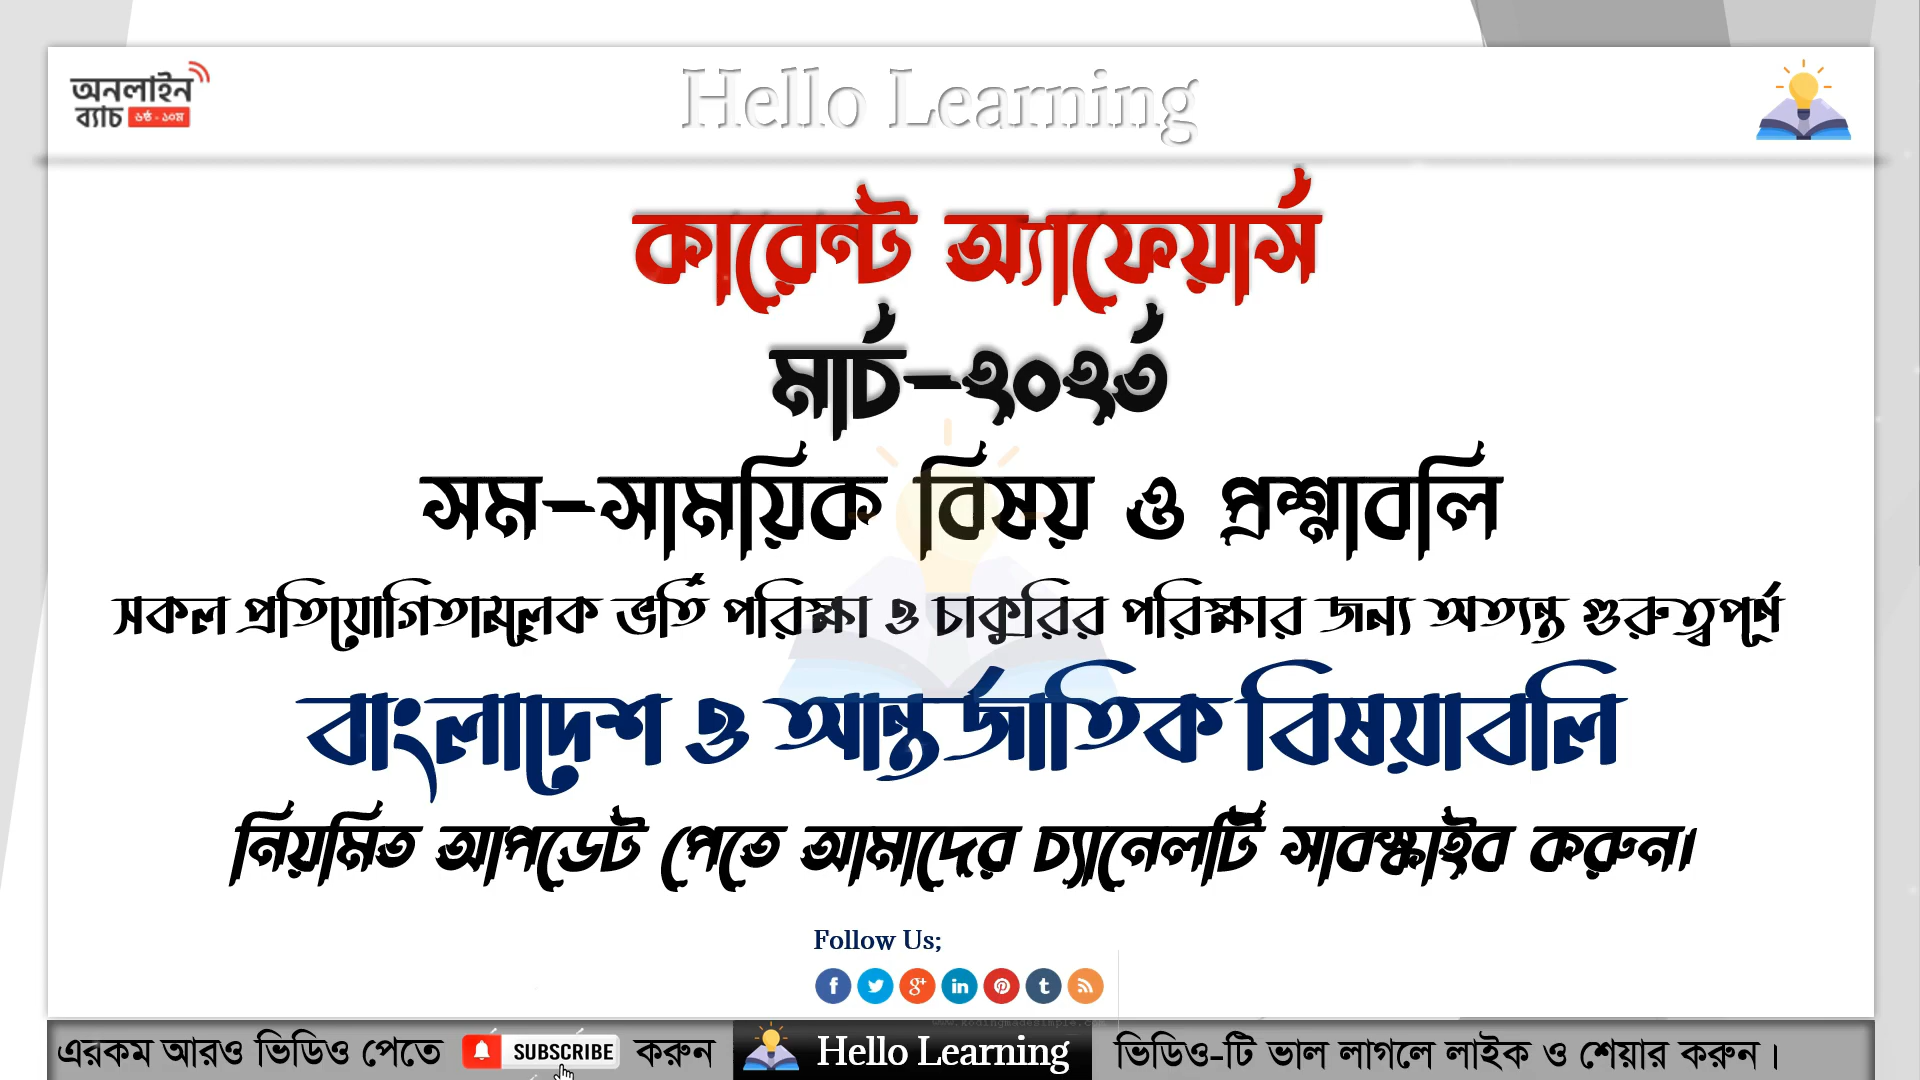 অনলাইন
ব্যাচ ৬ষ্ঠ - ১০ম
Hello Learning
কারেন্ট অ্যাফেয়ার্স
মার্চ-২০২৩
সম-সাময়িক বিষয় ও প্রশ্নাবলি
সকল প্রতিযোগিতামূলক ভর্তি পরিক্ষা ও চাকুরির পরিক্ষার জন্য অত্যন্ত গুরুত্বপূর্ণ
বাংলাদেশ ও আন্তর্জাতিক বিষয়াবলি
নিয়মিত আপডেট পেতে আমাদের চ্যানেলটি সাবস্ক্রাইব করুন।
Follow Us;
এরকম আরও ভিডিও পেতে SUBSCRIBE করুন Hello Learning ভিডিও-টি ভাল লাগলে লাইক ও শেয়ার করুন।